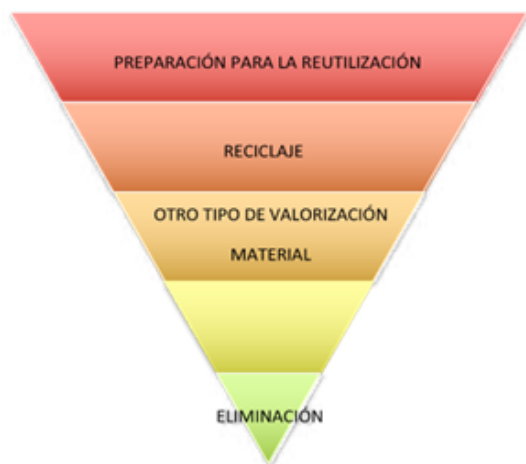 PREPARACIÓN PARA LA REUTILIZACIÓN
RECICLAJE
OTRO TIPO DE VALORIZACIÓN
MATERIAL
ELIMINACIÓN